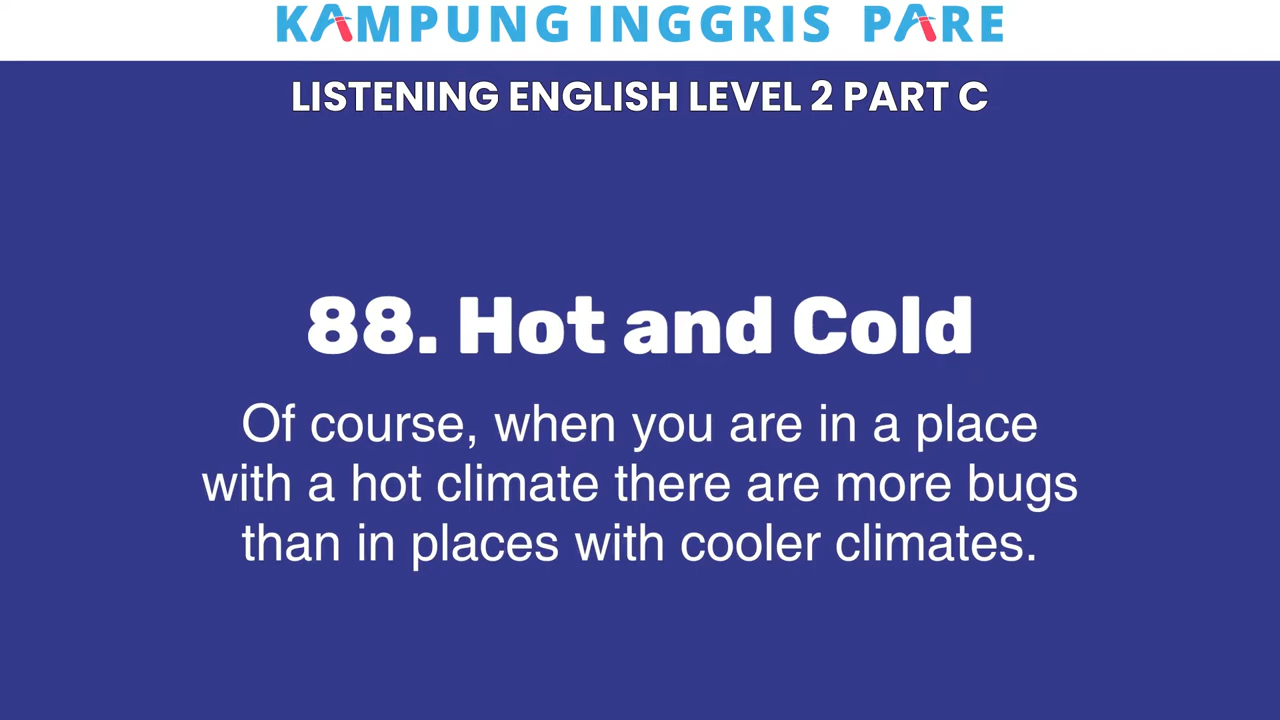 KAMPUNG INGGRIS PARE
LISTENING ENGLISH LEVEL 2 PART C
88. Hot and Cold
Of course, when you are in a place
with a hot climate there are more bugs
than in places with cooler climates.